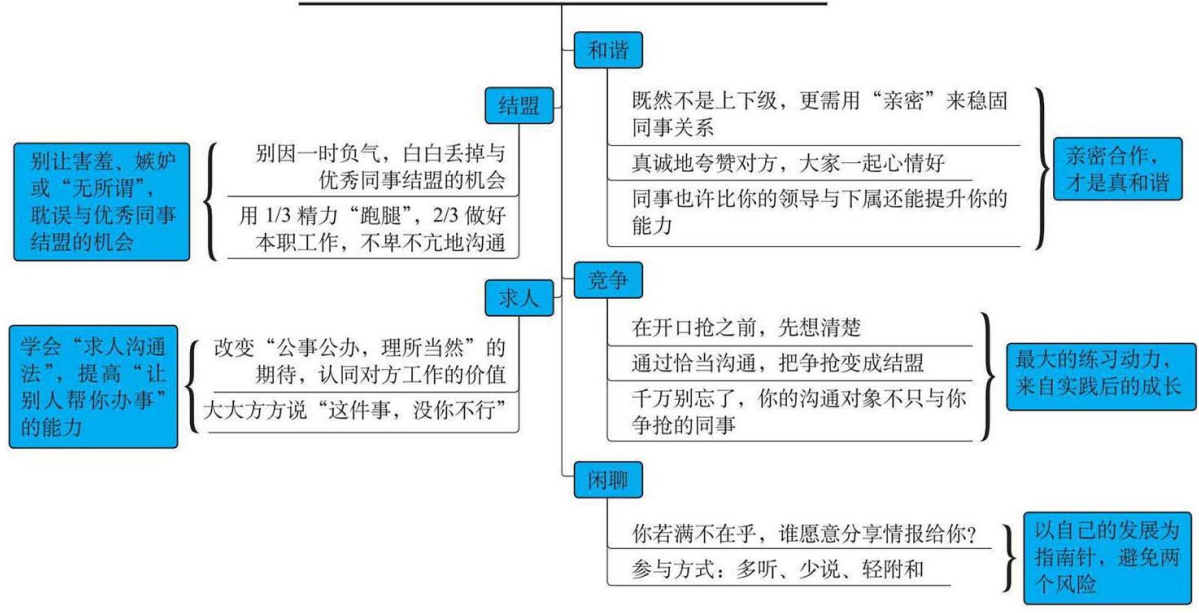 和谐
既然不是上下级，更需用“亲密”来稳固
同事关系
真诚地夸赞对方，大家一起心情好
同事也许比你的领导与下属还能提升你的
能力
亲密合作，
才是真和谐
结盟
别因一时负气，白白丢掉与
优秀同事结盟的机会
用 1/3 精力“跑腿”，2/3 做好
本职工作，不卑不亢地沟通
别让害羞、嫉妒
或“无所谓”，
耽误与优秀同事
结盟的机会
竞争
在开口抢之前，先想清楚
通过恰当沟通，把争抢变成结盟
千万别忘了，你的沟通对象不只与你
争抢的同事
最大的练习动力，
来自实践后的成长
求人
改变“公事公办，理所当然”的
期待，认同对方工作的价值
大大方方说“这件事，没你不行”
学会“求人沟通
法”，提高“让
别人帮你办事”
的能力
闲聊
你若满不在乎，谁愿意分享情报给你？
参与方式：多听、少说、轻附和
以自己的发展为
指南针，避免两
个风险